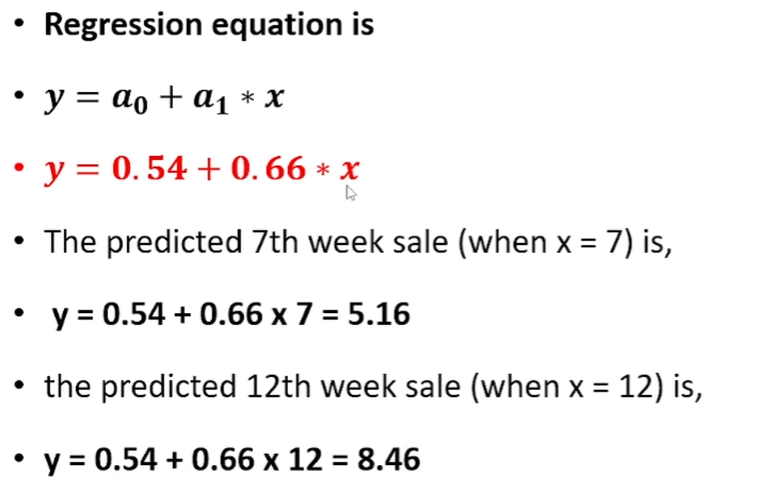 • Regression equation is
• y = a₀ + a₁ * x
• y = 0.54 + 0.66 * x
• The predicted 7th week sale (when x = 7) is,
• y = 0.54 + 0.66 x 7 = 5.16
• the predicted 12th week sale (when x = 12) is,
• y = 0.54 + 0.66 x 12 = 8.46